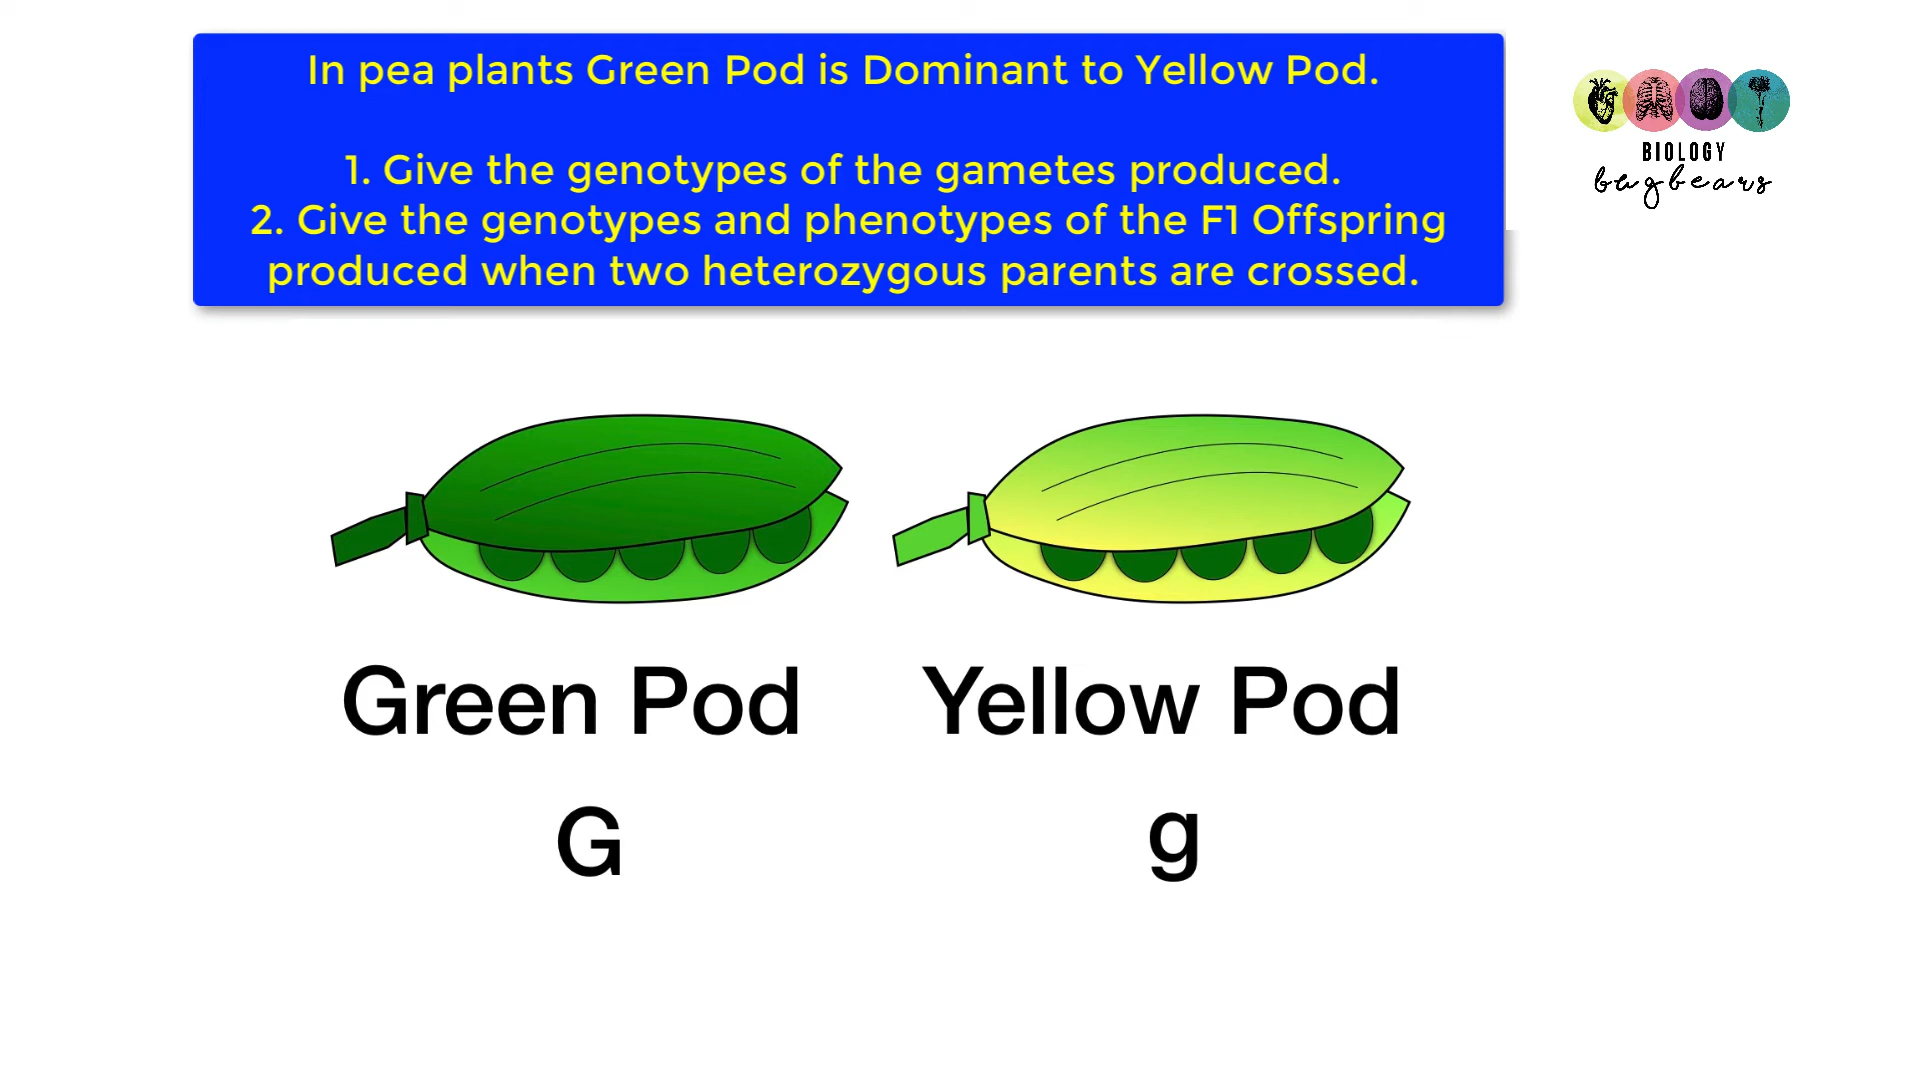 In pea plants Green Pod is Dominant to Yellow Pod.
1. Give the genotypes of the gametes produced.
2. Give the genotypes and phenotypes of the F1 Offspring
produced when two heterozygous parents are crossed.
BIOLOGY
bugbears
Green Pod
Yellow Pod
G
g